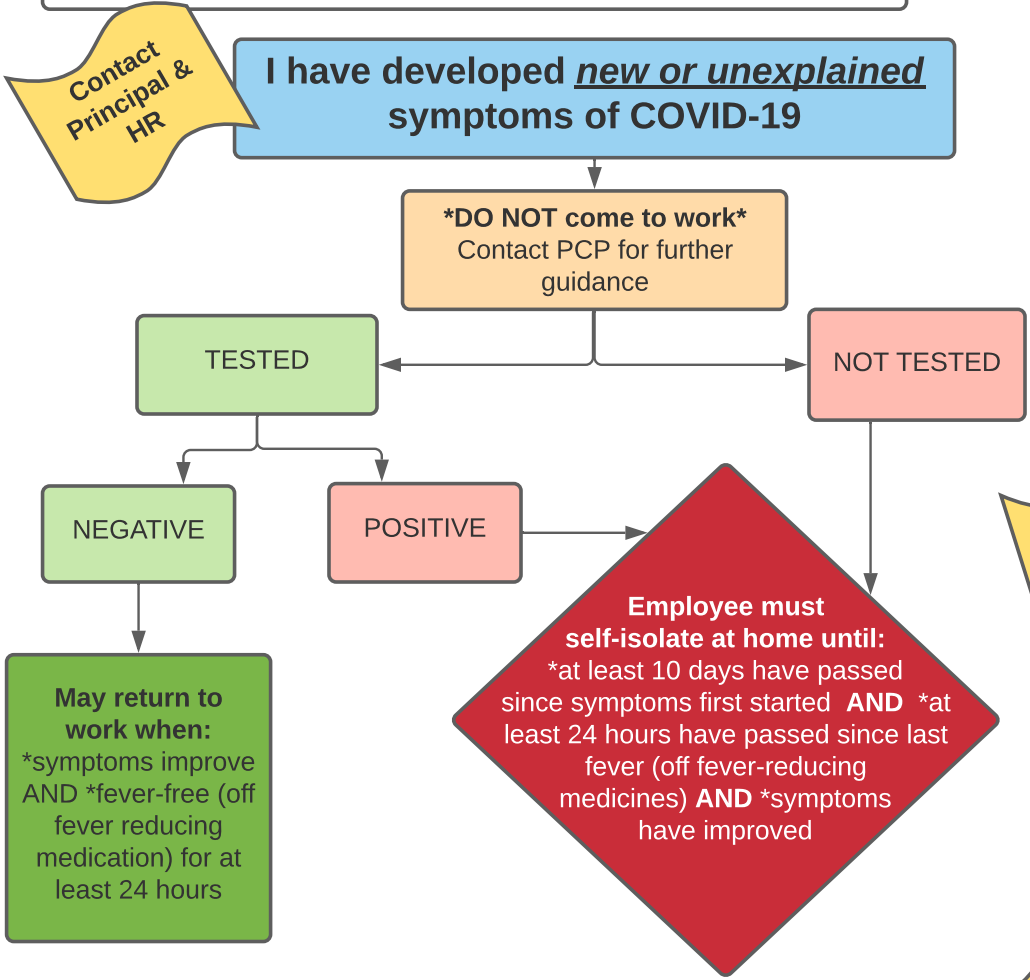 Contact
Principal &
HR
I have developed new or unexplained
symptoms of COVID-19
*DO NOT come to work*
Contact PCP for further
guidance
TESTED
NOT TESTED
NEGATIVE
POSITIVE
May return to
work when:
*symptoms improve
AND *fever-free (off
fever reducing
medication) for at
least 24 hours
Employee must
self-isolate at home until:
*at least 10 days have passed
since symptoms first started AND *at
least 24 hours have passed since last
fever (off fever-reducing
medicines) AND *symptoms
have improved